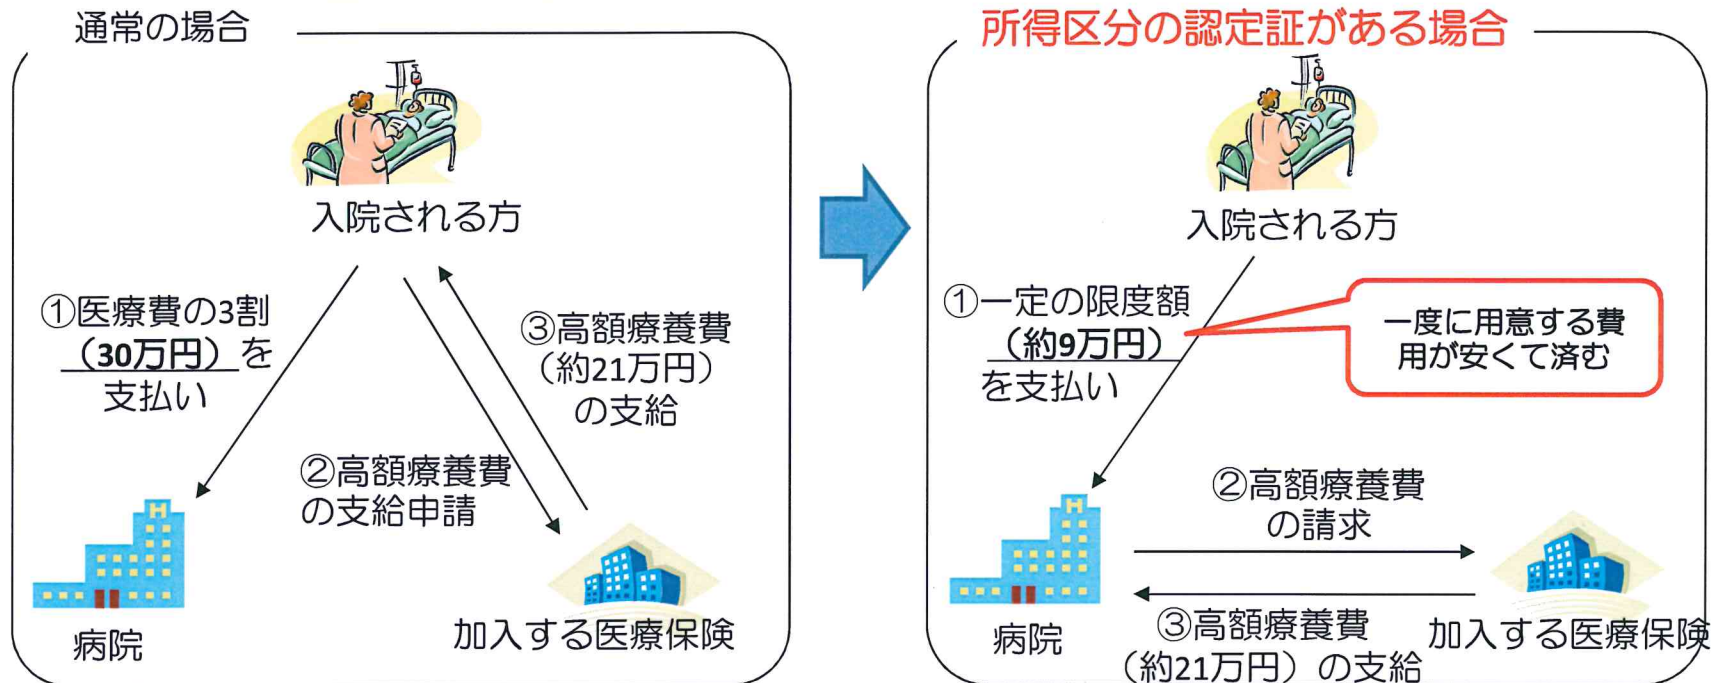 通常の場合
入院される方
①医療費の3割
（30万円）を
支払い
③高額療養費
（約21万円）
の支給
②高額療養費
の支給申請
H
病院
加入する医療保険
所得区分の認定証がある場合
入院される方
①一定の限度額
（約9万円）
を支払い
一度に用意する費
用が安くて済む
②高額療養費
の請求
H
病院
③高額療養費
（約21万円）の支給
加入する医療保険